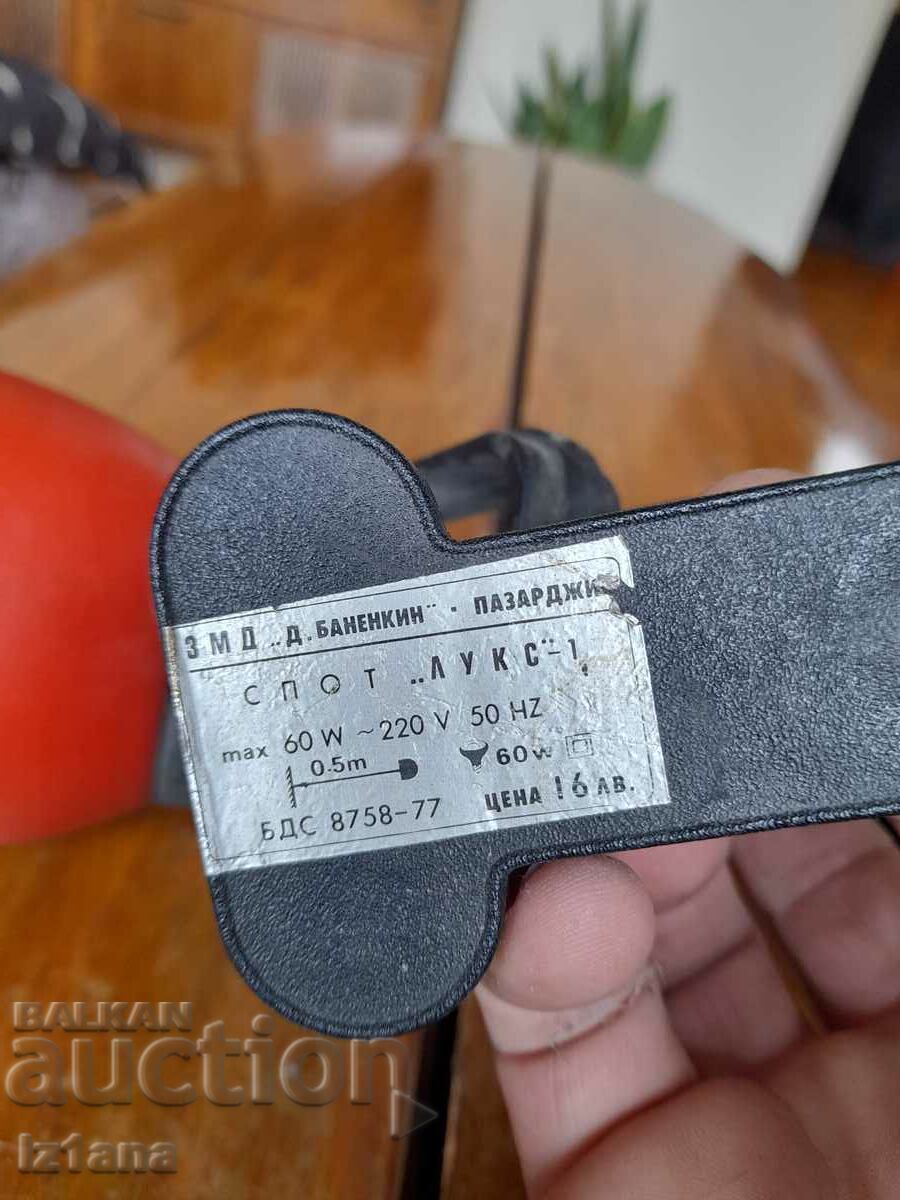 ЗМД „Д. БАНЕНКИН" · ПАЗАРДЖИ
СПОТ „ЛУКС"-1
max 60 W ~ 220 V 50 HZ
0.5m 60W
БДС 8758-77 ЦЕНА 16 ЛВ.
BALKAN
auction
iz1ana